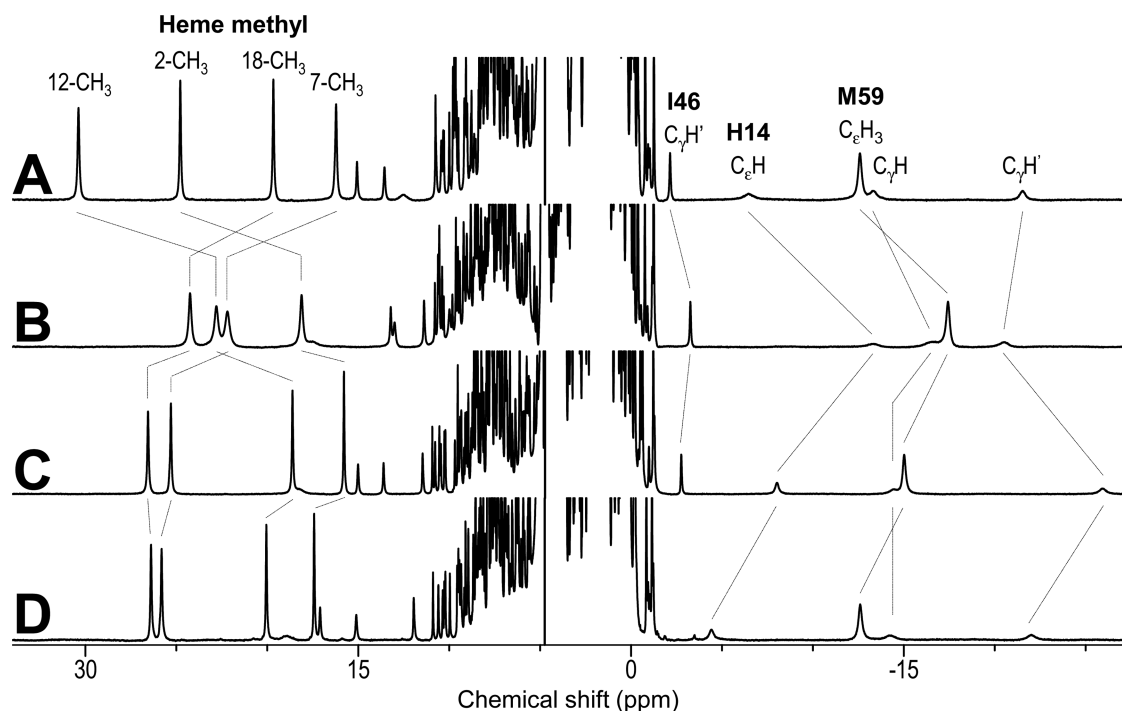 Heme methyl
12-CH₃ 2-CH₃ 18-CH₃ 7-CH₃
I46 CᵧH’
H14 CεH
M59
CεH₃ CᵧH CᵧH’
A
B
C
D
30 15 0 -15
Chemical shift (ppm)